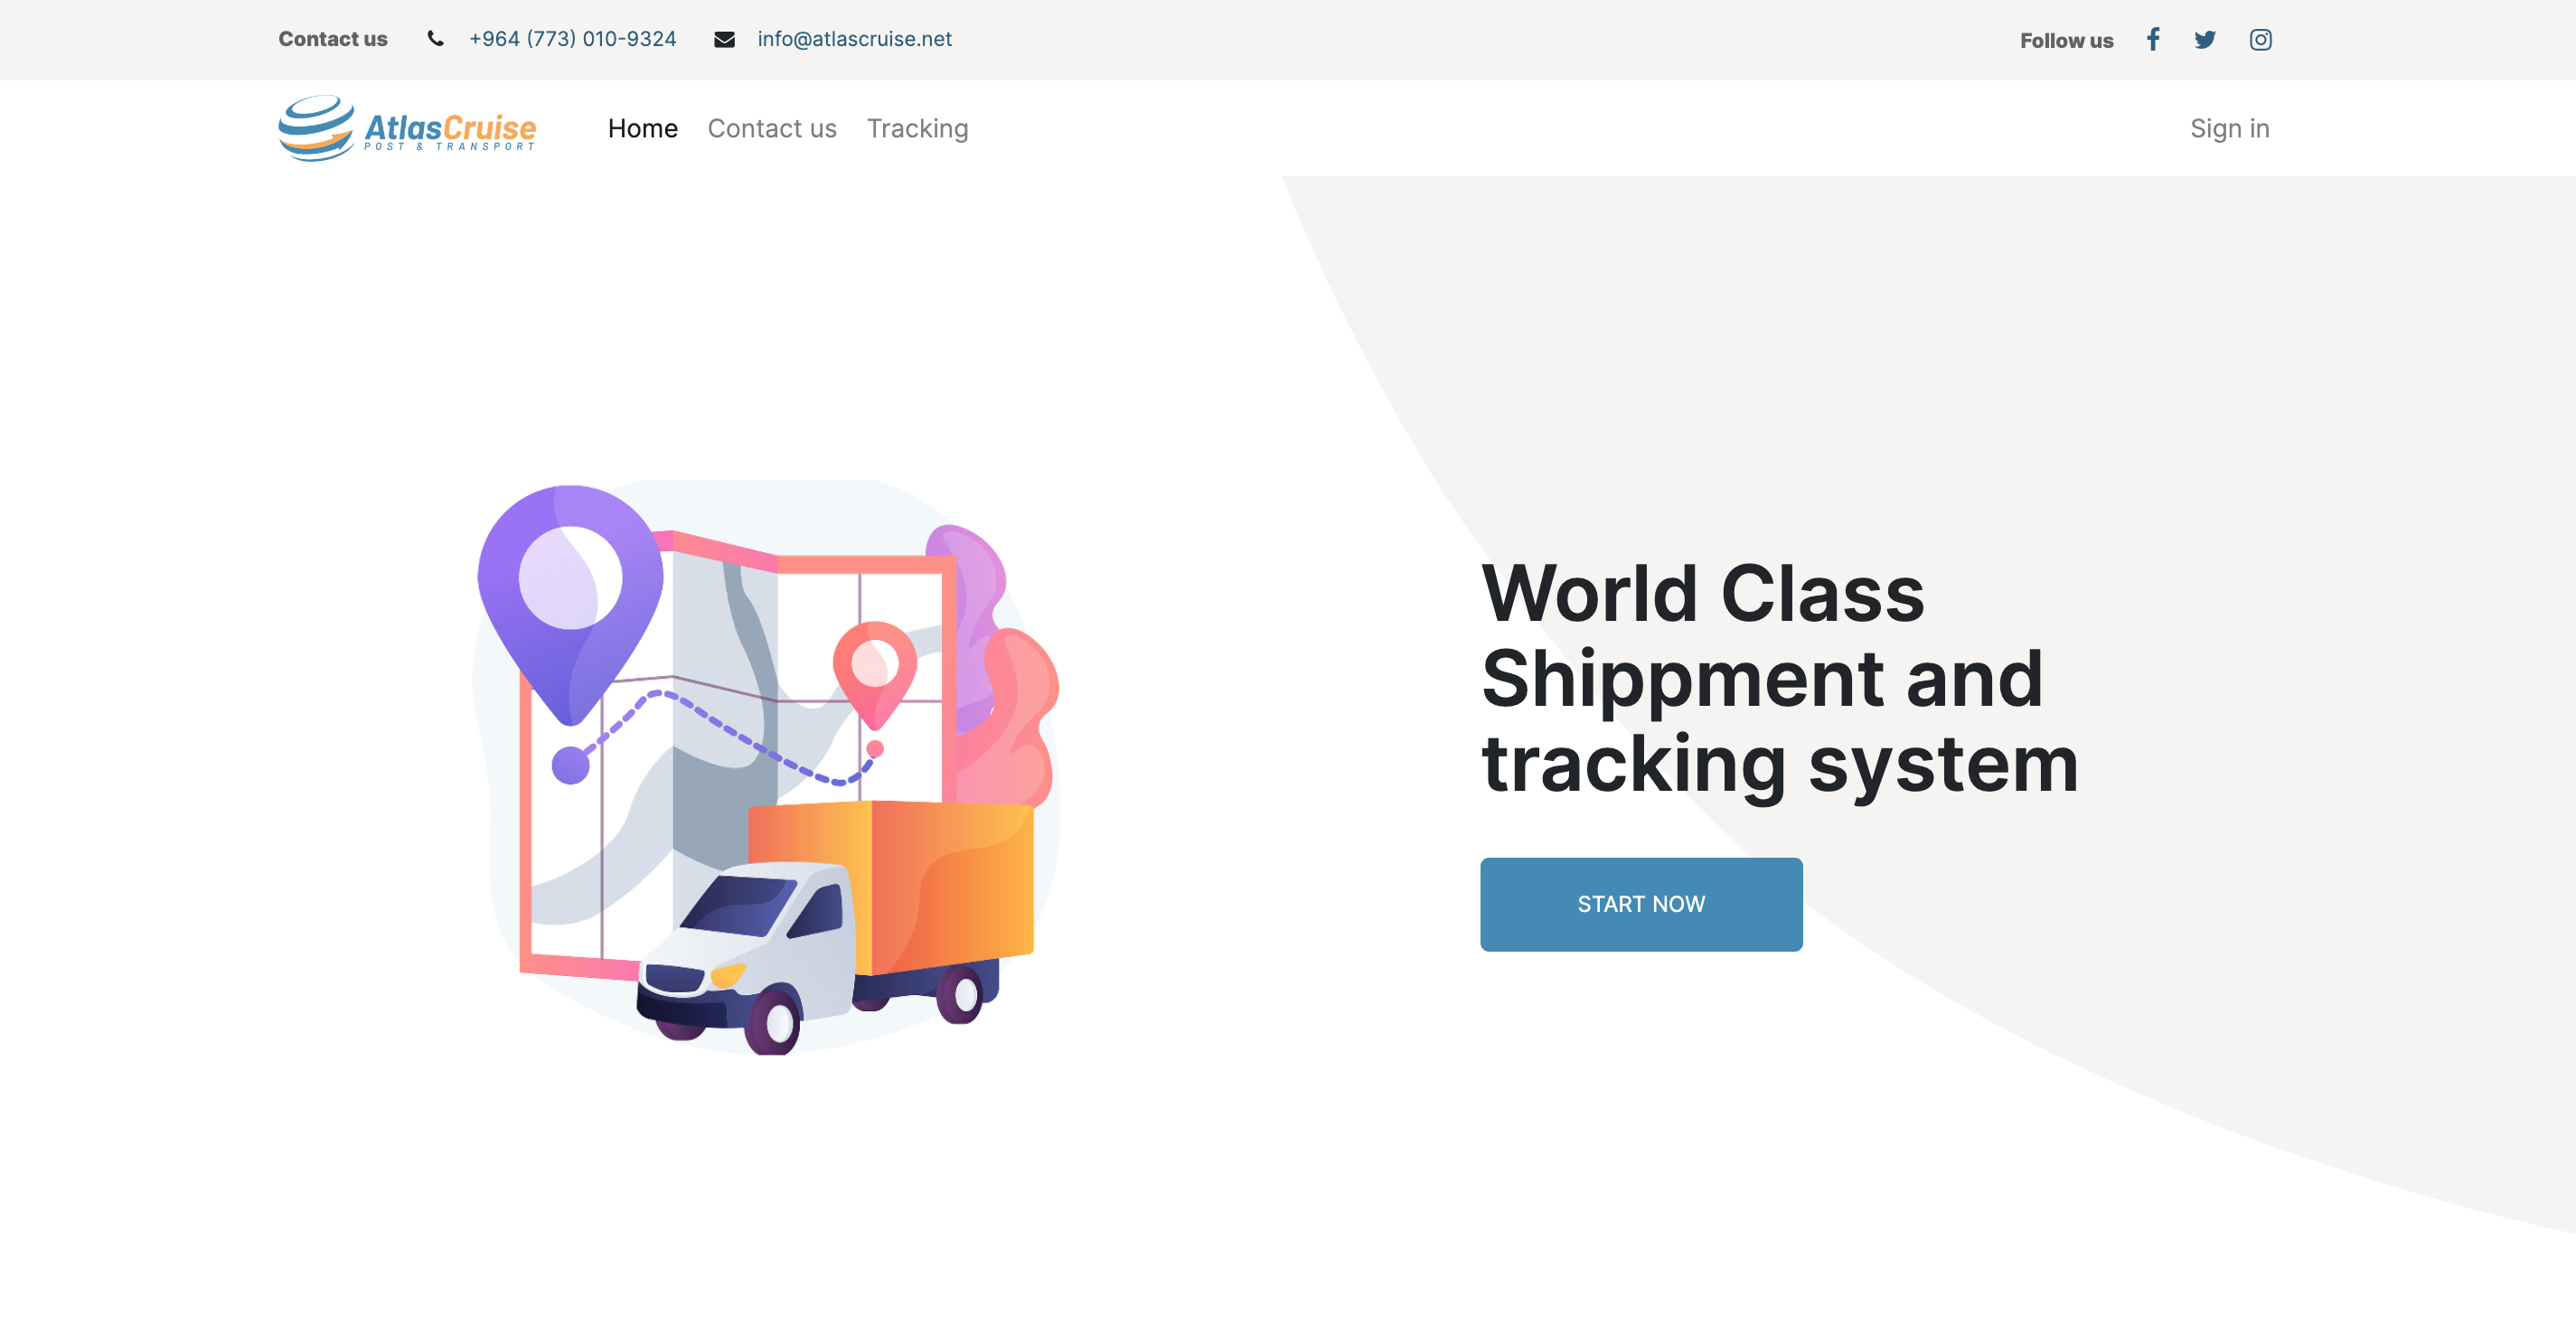 Contact us +964 (773) 010-9324 info@atlascruise.net Follow us
AtlasCruise
POST & TRANSPORT
Home Contact us Tracking Sign in
World Class
Shippment and
tracking system
START NOW